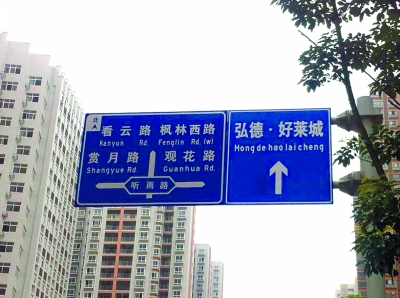 北
看云路 枫林西路
Kanyun Rd. Fenglin Rd.(w)
赏月路 观花路
Shangyue Rd. Guanhua Rd.
听雨路
弘德·好莱城
Hong de hao lai cheng